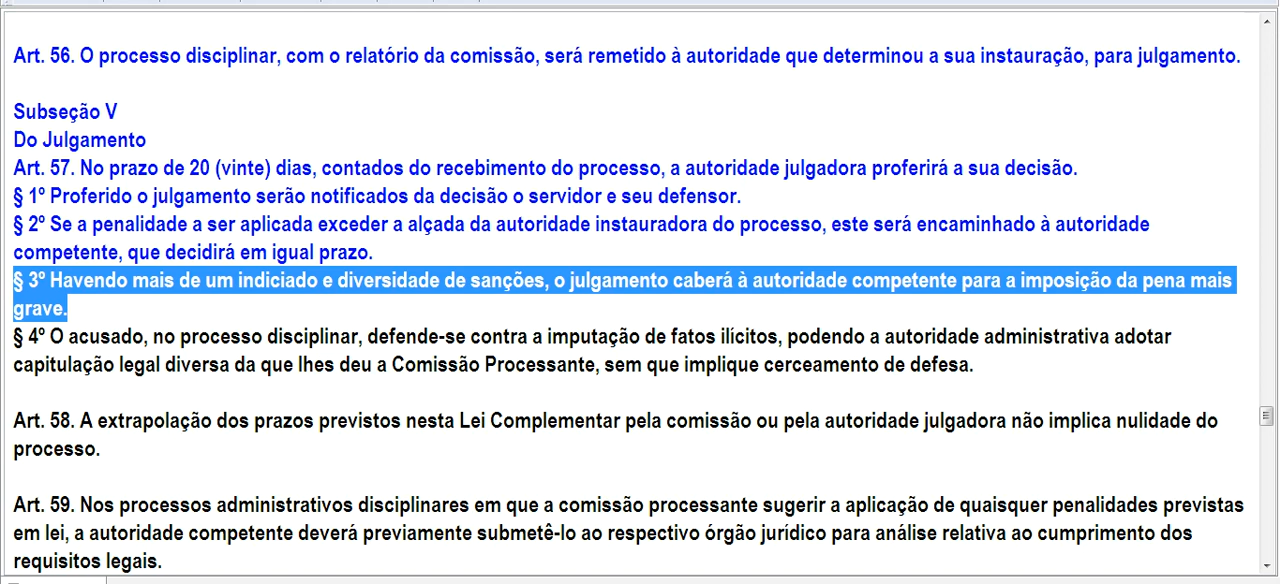 Art. 56. O processo disciplinar, com o relatório da comissão, será remetido à autoridade que determinou a sua instauração, para julgamento.
Subseção V
Do Julgamento
Art. 57. No prazo de 20 (vinte) dias, contados do recebimento do processo, a autoridade julgadora proferirá a sua decisão.
§ 1º Proferido o julgamento serão notificados da decisão o servidor e seu defensor.
§ 2º Se a penalidade a ser aplicada exceder a alçada da autoridade instauradora do processo, este será encaminhado à autoridade
competente, que decidirá em igual prazo.
§ 3º Havendo mais de um indiciado e diversidade de sanções, o julgamento caberá à autoridade competente para a imposição da pena mais
grave.
§ 4º O acusado, no processo disciplinar, defende-se contra a imputação de fatos ilícitos, podendo a autoridade administrativa adotar
capitulação legal diversa da que lhes deu a Comissão Processante, sem que implique cerceamento de defesa.
Art. 58. A extrapolação dos prazos previstos nesta Lei Complementar pela comissão ou pela autoridade julgadora não implica nulidade do
processo.
Art. 59. Nos processos administrativos disciplinares em que a comissão processante sugerir a aplicação de quaisquer penalidades previstas
em lei, a autoridade competente deverá previamente submetê-lo ao respectivo órgão jurídico para análise relativa ao cumprimento dos
requisitos legais.